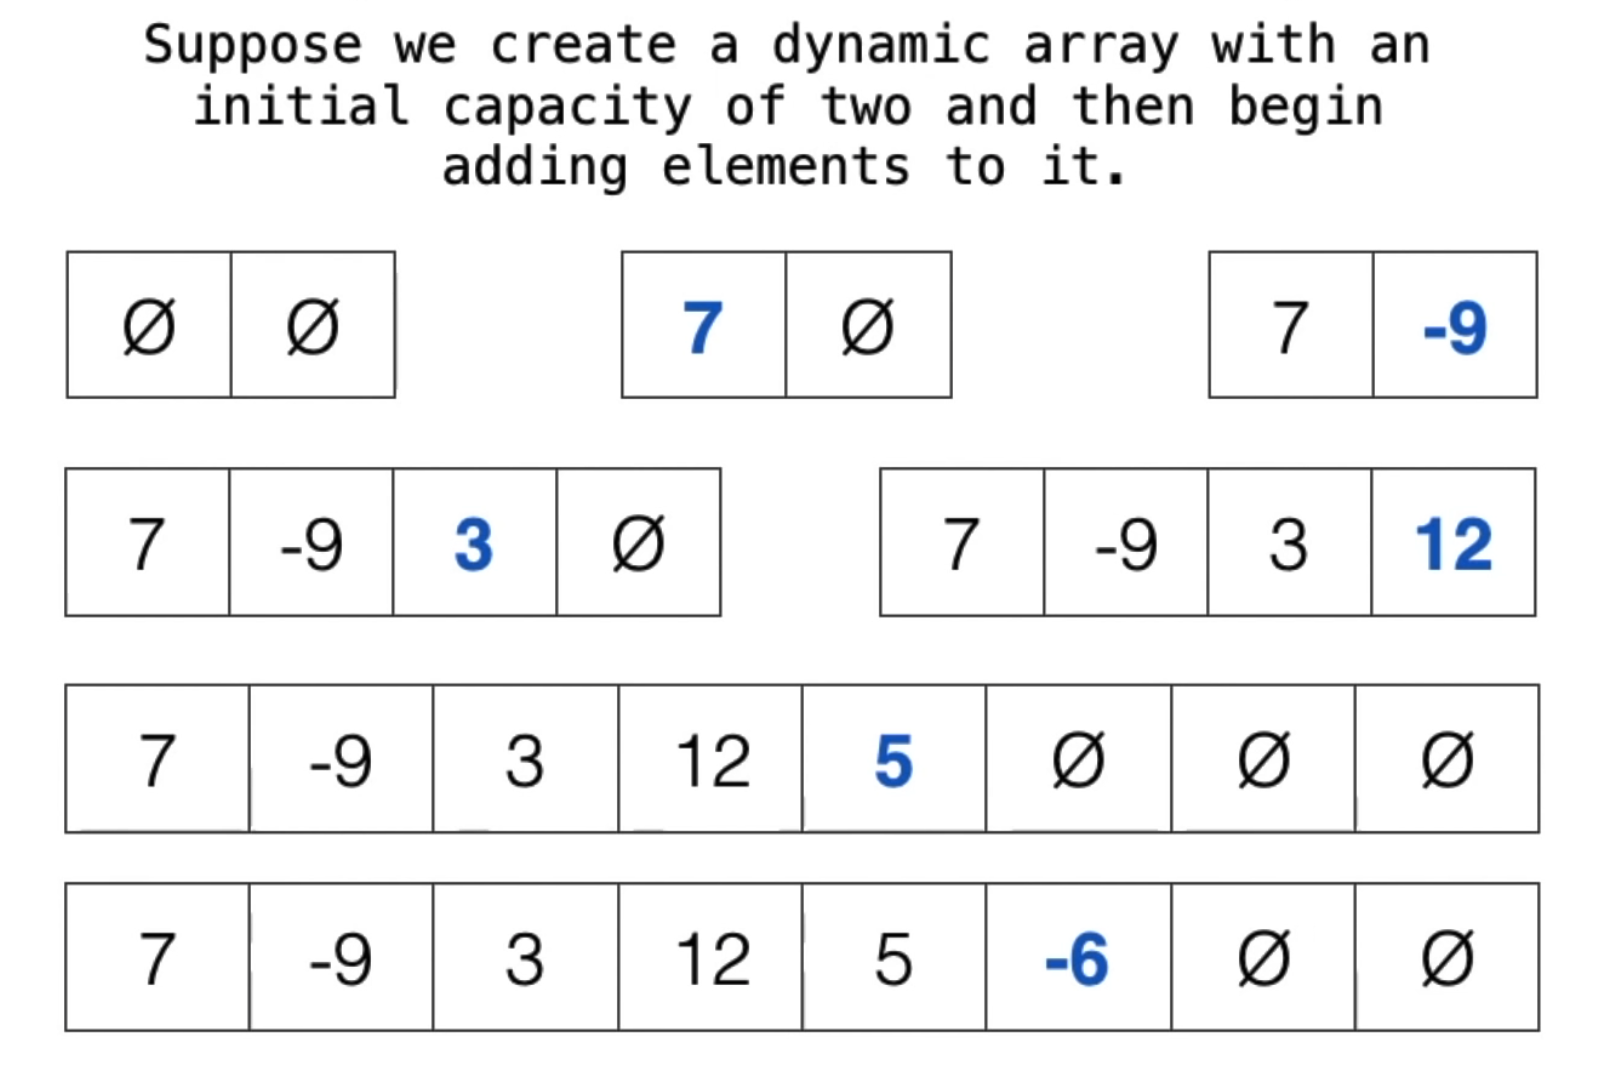 Suppose we create a dynamic array with an
initial capacity of two and then begin
adding elements to it.
Ø Ø 7 Ø 7 -9
7 -9 3 Ø 7 -9 3 12
7 -9 3 12 5 Ø Ø Ø
7 -9 3 12 5 -6 Ø Ø